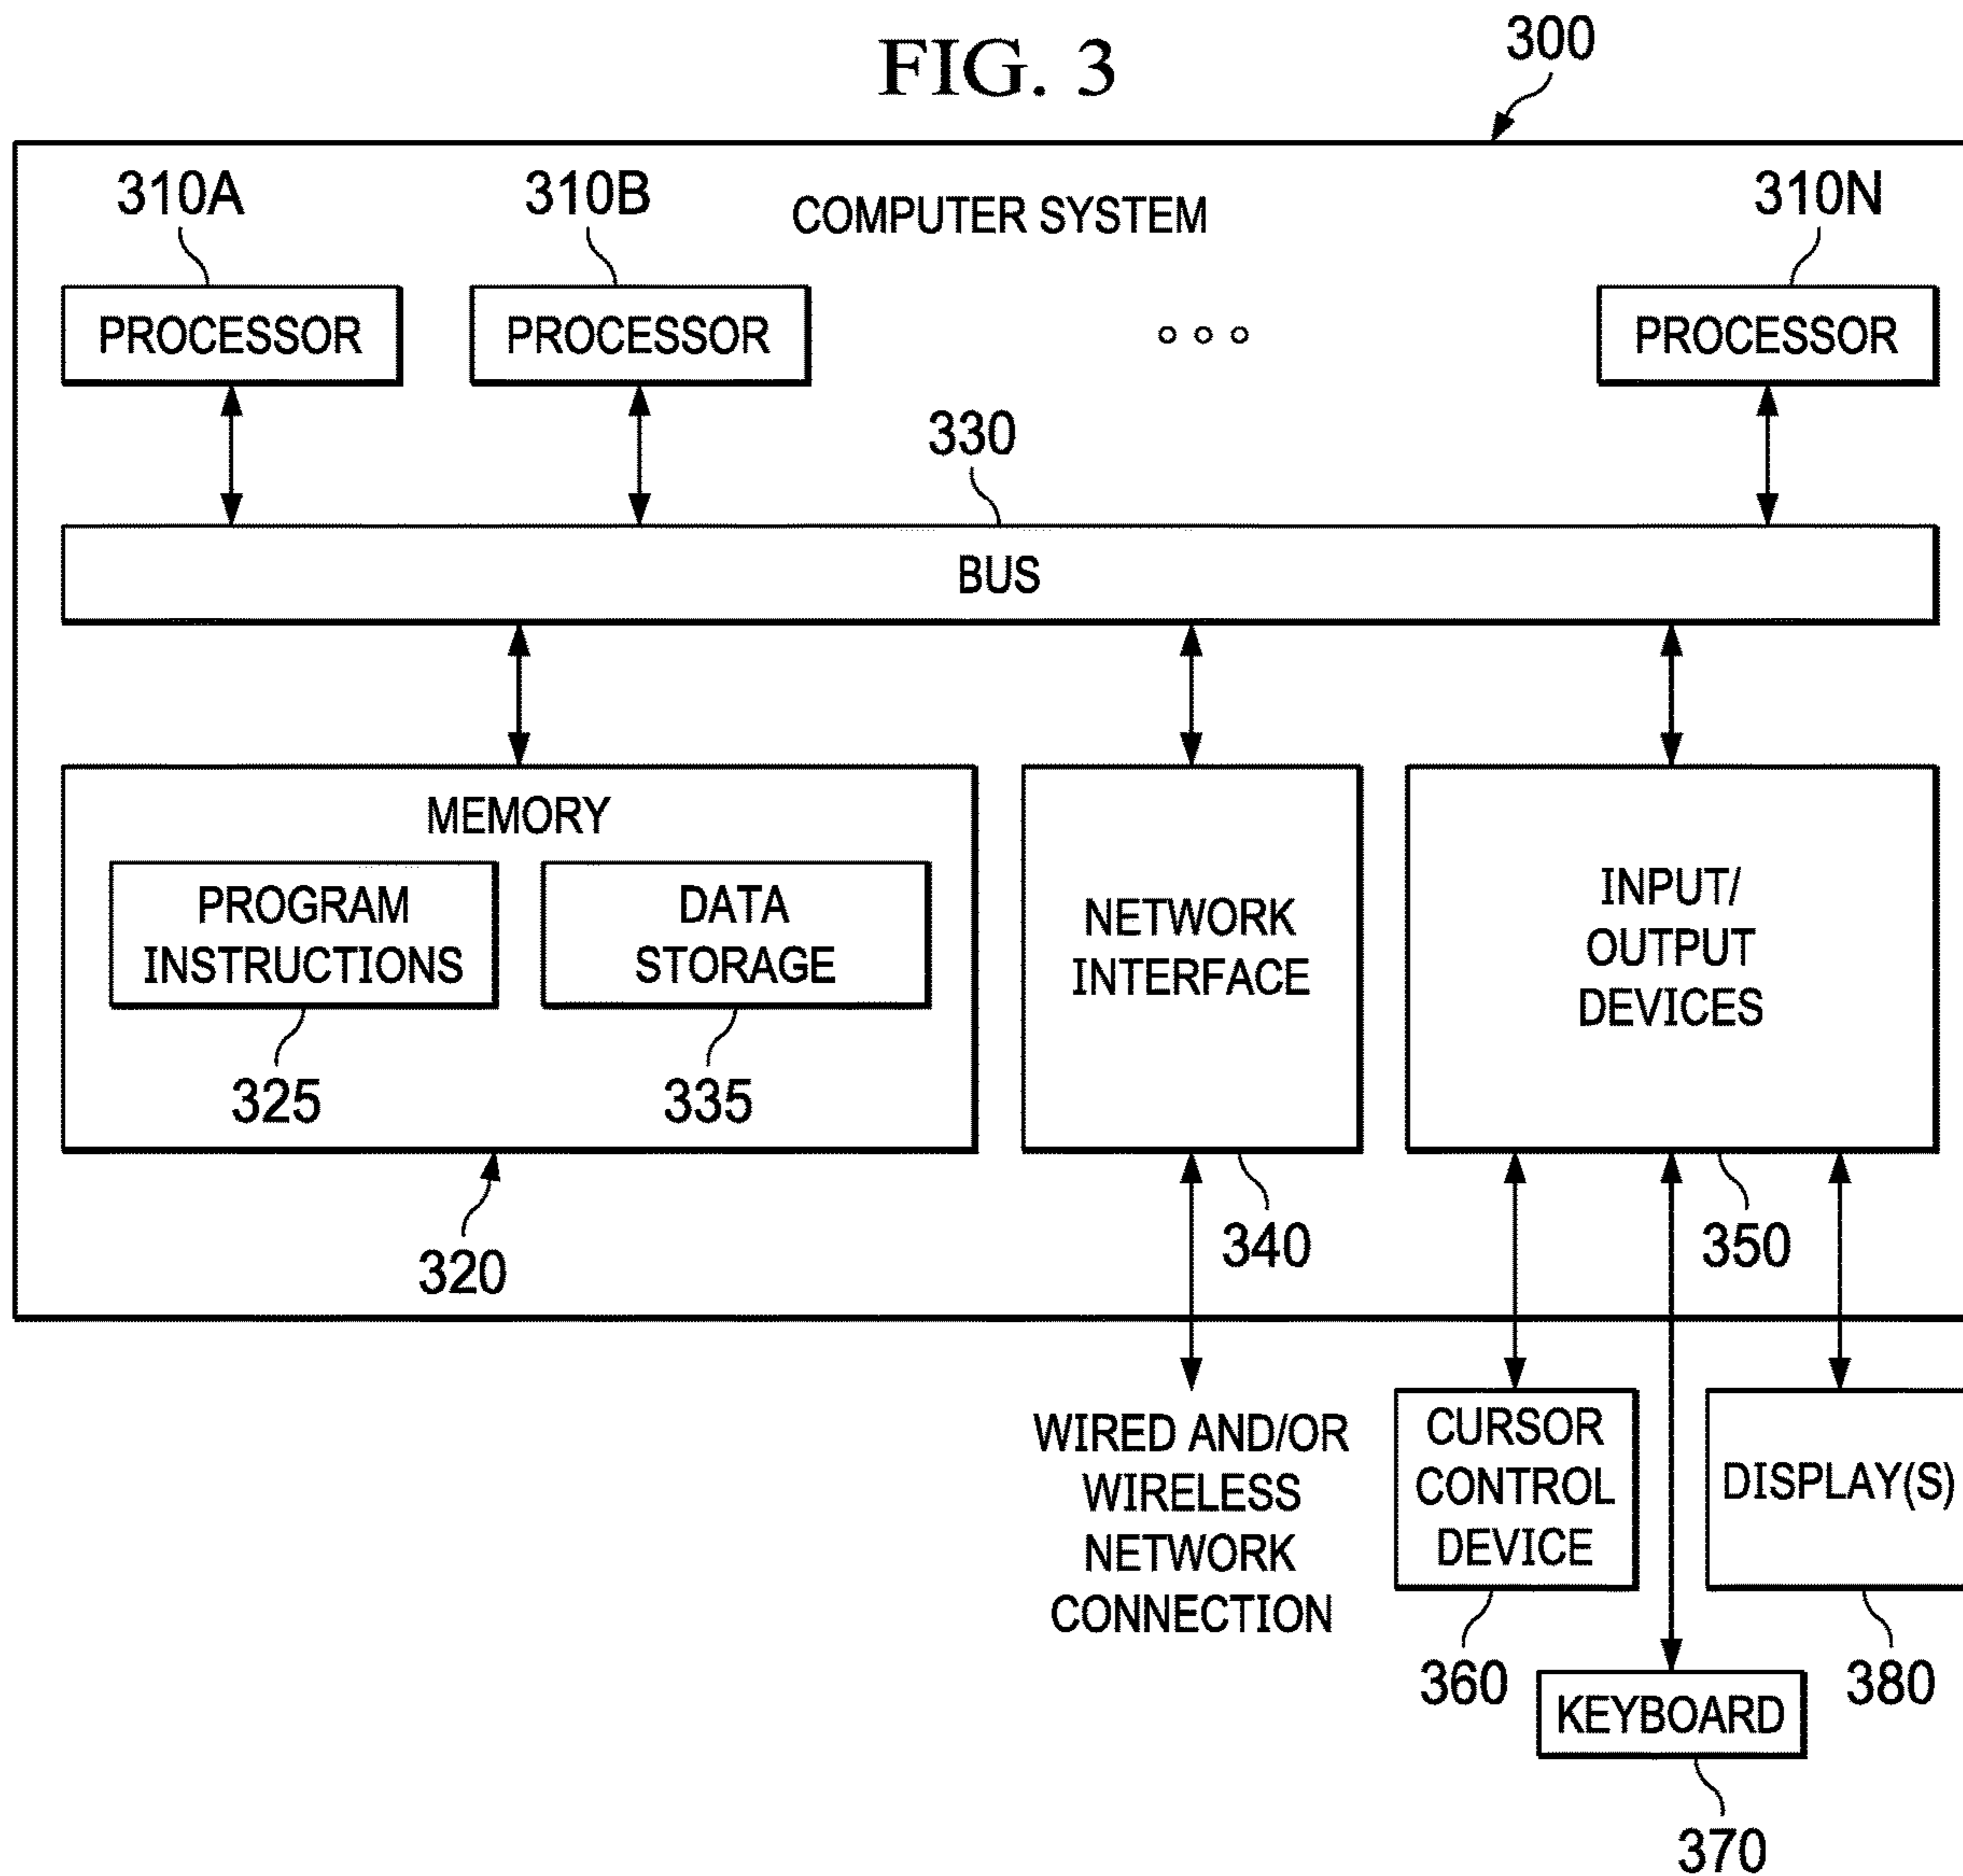 FIG. 3
300
310A
310B
COMPUTER SYSTEM
310N
PROCESSOR
PROCESSOR
PROCESSOR
330
BUS
MEMORY
PROGRAM
INSTRUCTIONS
DATA
STORAGE
325
335
320
NETWORK
INTERFACE
340
INPUT/
OUTPUT
DEVICES
350
WIRED AND/OR
WIRELESS
NETWORK
CONNECTION
CURSOR
CONTROL
DEVICE
360
DISPLAY(S)
380
KEYBOARD
370